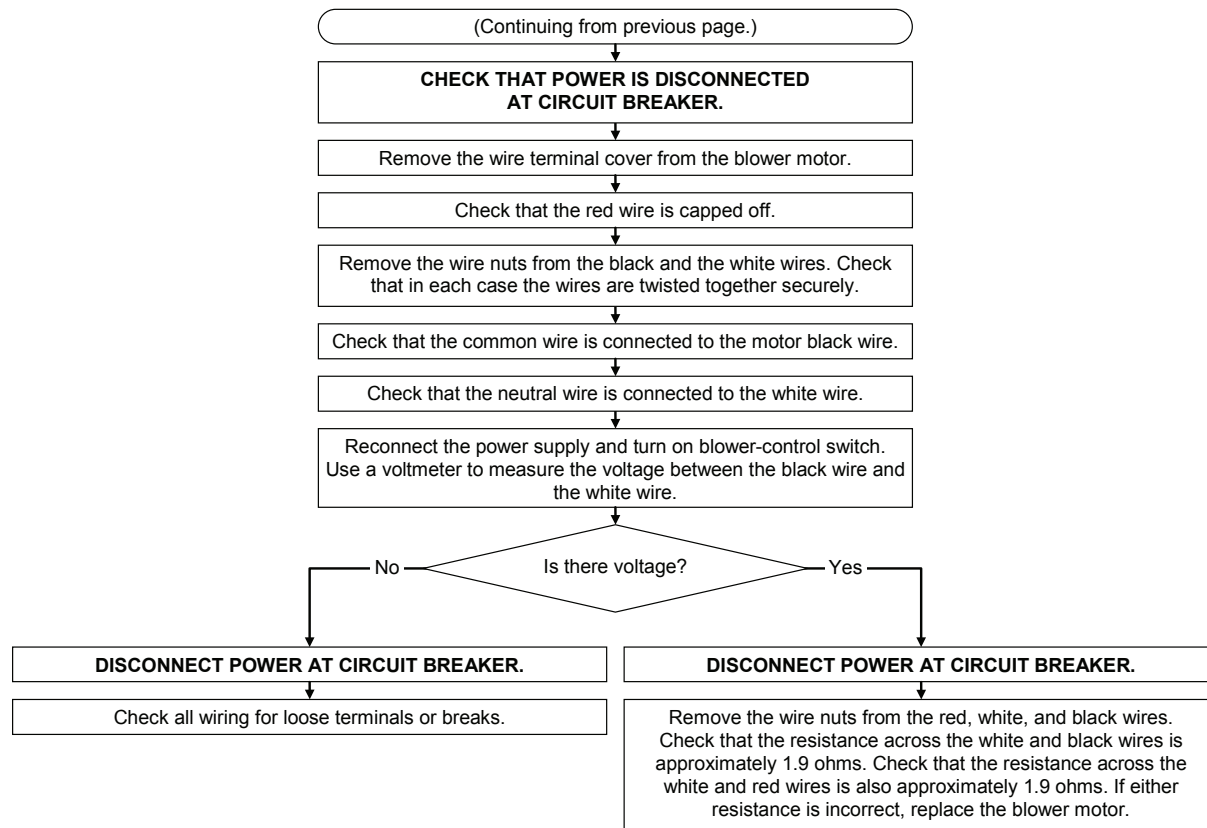 (Continuing from previous page.)
CHECK THAT POWER IS DISCONNECTED
AT CIRCUIT BREAKER.
Remove the wire terminal cover from the blower motor.
Check that the red wire is capped off.
Remove the wire nuts from the black and the white wires. Check
that in each case the wires are twisted together securely.
Check that the common wire is connected to the motor black wire.
Check that the neutral wire is connected to the white wire.
Reconnect the power supply and turn on blower-control switch.
Use a voltmeter to measure the voltage between the black wire and
the white wire.
Is there voltage?
No
Yes
DISCONNECT POWER AT CIRCUIT BREAKER.
Check all wiring for loose terminals or breaks.
DISCONNECT POWER AT CIRCUIT BREAKER.
Remove the wire nuts from the red, white, and black wires.
Check that the resistance across the white and black wires is
approximately 1.9 ohms. Check that the resistance across the
white and red wires is also approximately 1.9 ohms. If either
resistance is incorrect, replace the blower motor.